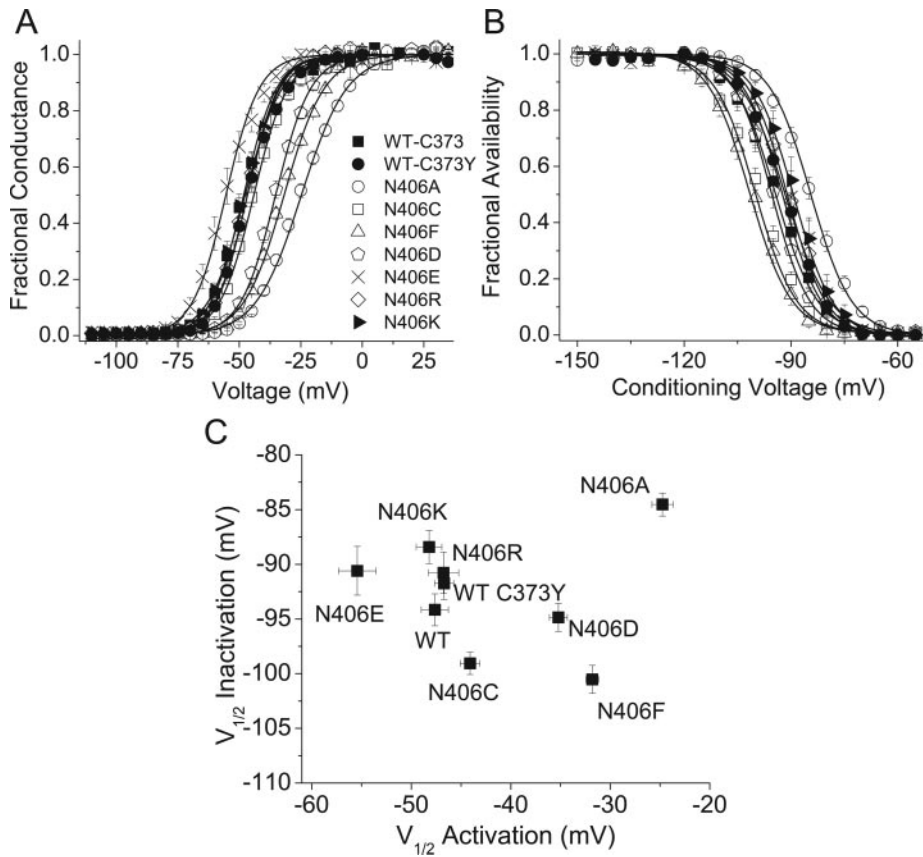 A
Fractional Conductance
1.0
0.8
0.6
0.4
0.2
0.0
-100 -75 -50 -25 0 25
Voltage (mV)
WT-C373
WT-C373Y
N406A
N406C
N406F
N406D
N406E
N406R
N406K
B
Fractional Availability
1.0
0.8
0.6
0.4
0.2
0.0
-150 -120 -90 -60
Conditioning Voltage (mV)
C
V1/2 Inactivation (mV)
-80
-85
-90
-95
-100
-105
-110
N406A
N406K
N406R
WT C373Y
N406E
WT
N406D
N406C
N406F
-60 -50 -40 -30 -20
V1/2 Activation (mV)